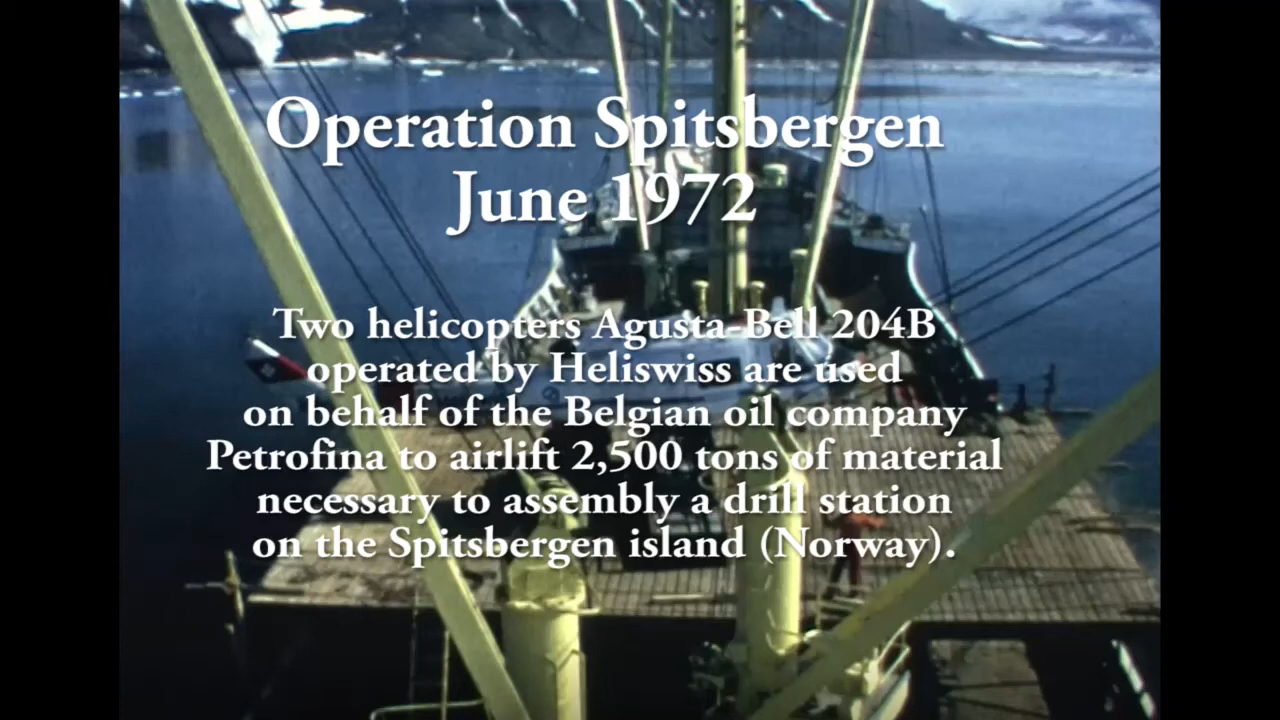 Operation Spitsbergen
June 1972
Two helicopters Agusta-Bell 204B
operated by Heliswiss are used
on behalf of the Belgian oil company
Petrofina to airlift 2,500 tons of material
necessary to assembly a drill station
on the Spitsbergen island (Norway).